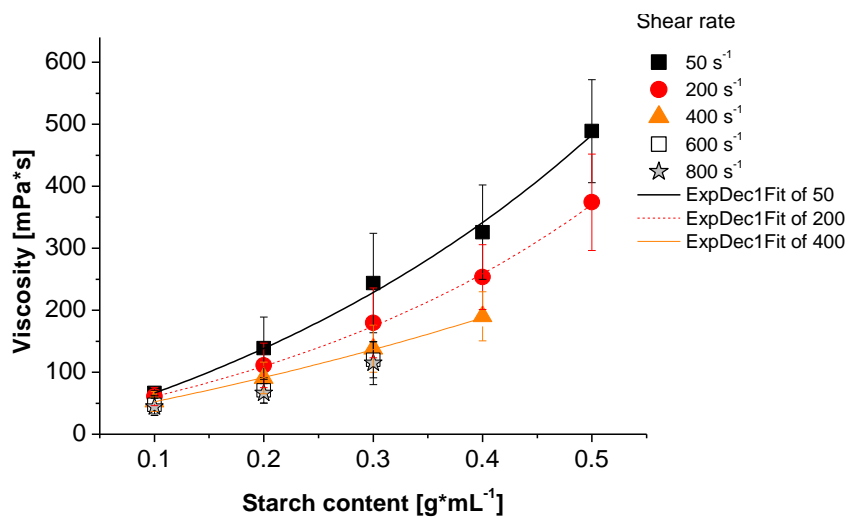 Shear rate
50 s⁻¹
200 s⁻¹
400 s⁻¹
600 s⁻¹
800 s⁻¹
ExpDec1Fit of 50
ExpDec1Fit of 200
ExpDec1Fit of 400
Viscosity [mPa*s]
600
500
400
300
200
100
0
0.1 0.2 0.3 0.4 0.5
Starch content [g*mL⁻¹]